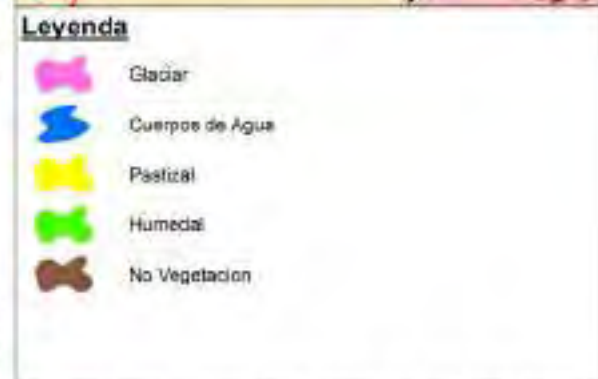 Leyenda
Glaciar
Cuerpos de Agua
Pastizal
Humedal
No Vegetacion